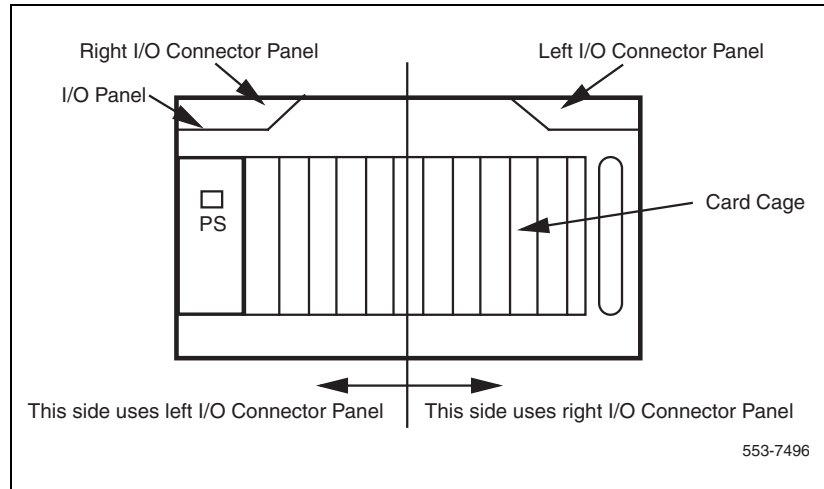 Right I/O Connector Panel
Left I/O Connector Panel
I/O Panel
PS
Card Cage
This side uses left I/O Connector Panel
This side uses right I/O Connector Panel
553-7496